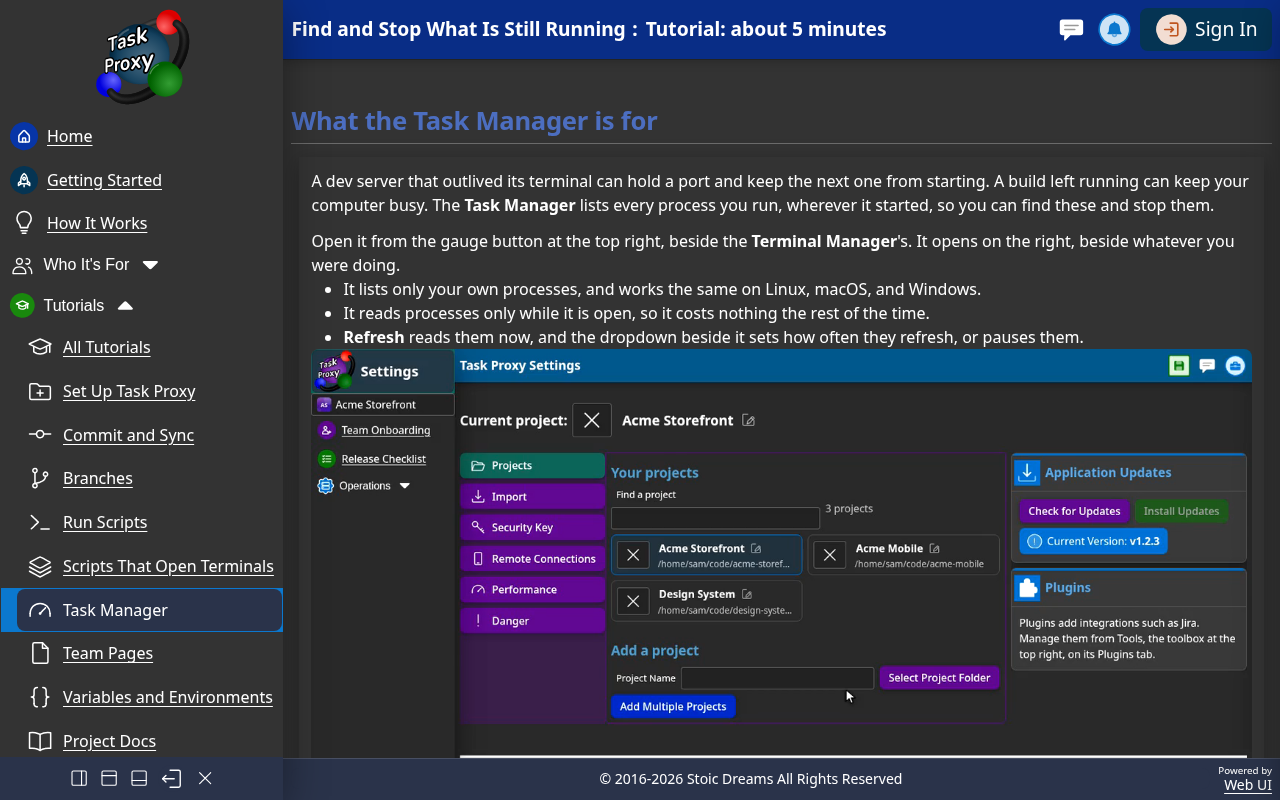 Task
Proxy
Home
Getting Started
How It Works
Who It's For
Tutorials
All Tutorials
Set Up Task Proxy
Commit and Sync
Branches
Run Scripts
Scripts That Open Terminals
Task Manager
Team Pages
Variables and Environments
Project Docs
Find and Stop What Is Still Running : Tutorial: about 5 minutes
Sign In
What the Task Manager is for
A dev server that outlived its terminal can hold a port and keep the next one from starting. A build left running can keep your
computer busy. The Task Manager lists every process you run, wherever it started, so you can find these and stop them.
Open it from the gauge button at the top right, beside the Terminal Manager's. It opens on the right, beside whatever you
were doing.
It lists only your own processes, and works the same on Linux, macOS, and Windows.
It reads processes only while it is open, so it costs nothing the rest of the time.
Refresh reads them now, and the dropdown beside it sets how often they refresh, or pauses them.
Task
Proxy
Settings
Task Proxy Settings
AS Acme Storefront
Team Onboarding
Release Checklist
Operations
Current project: Acme Storefront
Projects
Import
Security Key
Remote Connections
Performance
Danger
Your projects
Find a project
3 projects
Acme Storefront
/home/sam/code/acme-storef...
Acme Mobile
/home/sam/code/acme-mobile
Design System
/home/sam/code/design-syste...
Add a project
Project Name
Select Project Folder
Add Multiple Projects
Application Updates
Check for Updates
Install Updates
Current Version: v1.2.3
Plugins
Plugins add integrations such as Jira.
Manage them from Tools, the toolbox at the
top right, on its Plugins tab.
© 2016-2026 Stoic Dreams All Rights Reserved
Powered by
Web UI